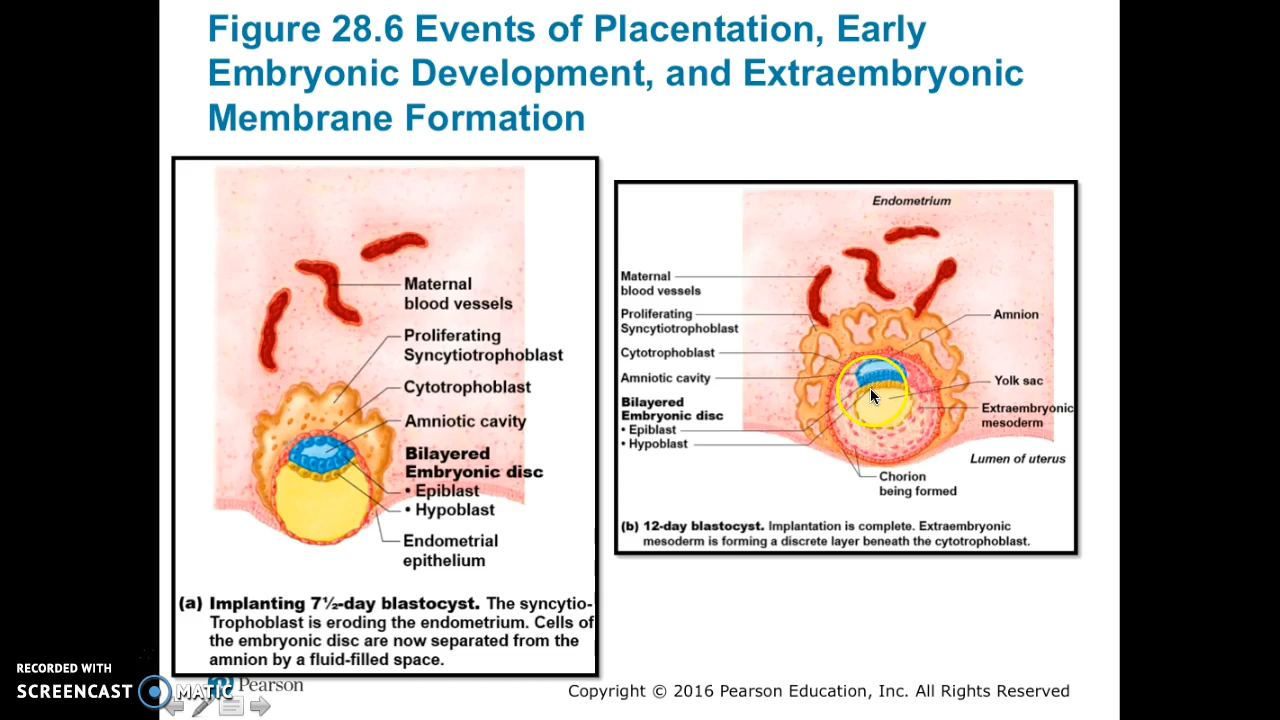 Figure 28.6 Events of Placentation, Early
Embryonic Development, and Extraembryonic
Membrane Formation
Maternal
blood vessels
Proliferating
Syncytiotrophoblast
Cytotrophoblast
Amniotic cavity
Bilayered
Embryonic disc
• Epiblast
• Hypoblast
Endometrial
epithelium
(a) Implanting 7½-day blastocyst. The syncytio-
Trophoblast is eroding the endometrium. Cells of
the embryonic disc are now separated from the
amnion by a fluid-filled space.
Endometrium
Maternal
blood vessels
Proliferating
Syncytiotrophoblast
Cytotrophoblast
Amniotic cavity
Bilayered
Embryonic disc
• Epiblast
• Hypoblast
Amnion
Yolk sac
Extraembryonic
mesoderm
Lumen of uterus
Chorion
being formed
(b) 12-day blastocyst. Implantation is complete. Extraembryonic
mesoderm is forming a discrete layer beneath the cytotrophoblast.
RECORDED WITH
SCREENCAST MATIC
Pearson
Copyright © 2016 Pearson Education, Inc. All Rights Reserved